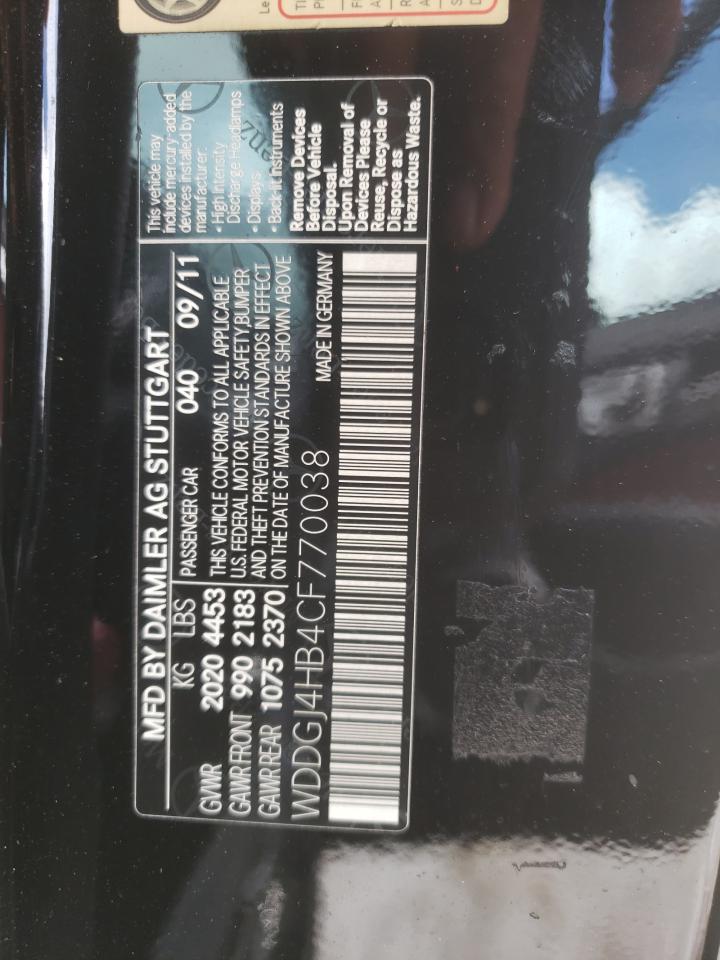 MFD BY DAIMLER AG STUTTGART
KG LBS
GWR 2020 4453
GAWR FRONT 990 2183
GAWR REAR 1075 2370
PASSENGER CAR 040 09/11
THIS VEHICLE CONFORMS TO ALL APPLICABLE
U.S. FEDERAL MOTOR VEHICLE SAFETY, BUMPER
AND THEFT PREVENTION STANDARDS IN EFFECT
ON THE DATE OF MANUFACTURE SHOWN ABOVE
WDDGJ4HB4CF770038
MADE IN GERMANY
This vehicle may
include mercury-added
devices installed by the
manufacturer:
• High Intensity
Discharge Headlamps
• Displays
• Back-lit instruments
Remove Devices
Before Vehicle
Disposal.
Upon Removal of
Devices Please
Reuse, Recycle or
Dispose as
Hazardous Waste.